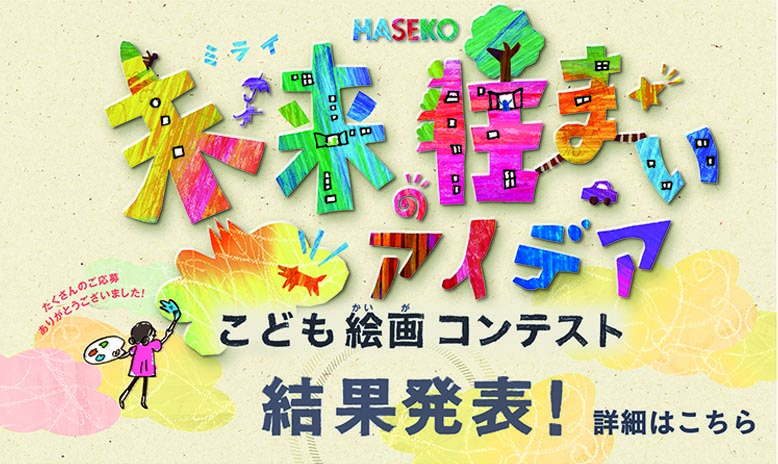 HASEKO
ミライ
未来の住まい
アイデア
たくさんのご応募
ありがとうございました!
かいが
こども絵画コンテスト
結果発表!
詳細はこちら